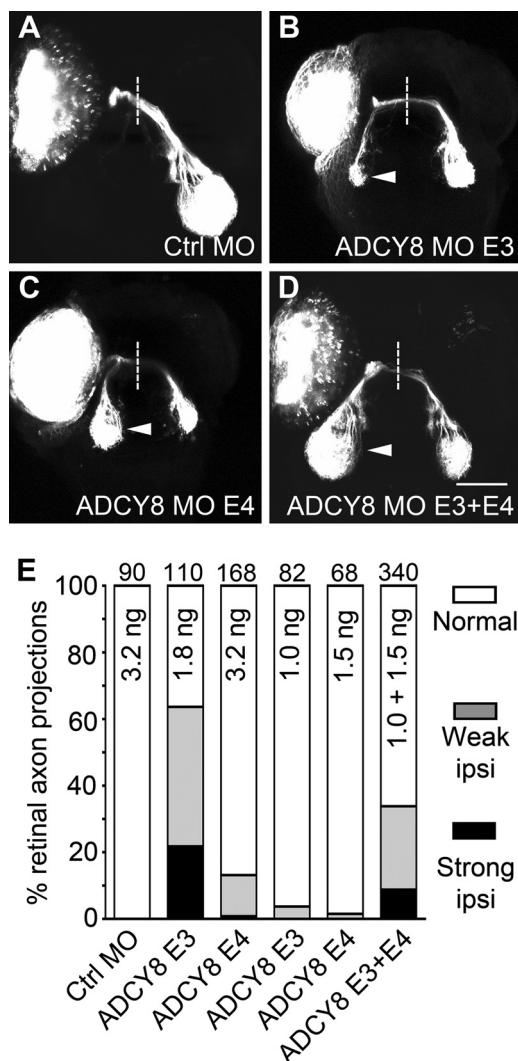 A
Ctrl MO
B
ADCY8 MO E3
C
ADCY8 MO E4
D
ADCY8 MO E3+E4
E
90 110 168 82 68 340
100
80
60
40
20
0
% retinal axon projections
3.2 ng
1.8 ng
3.2 ng
1.0 ng
1.5 ng
1.0 + 1.5 ng
Normal
Weak
ipsi
Strong
ipsi
Ctrl MO
ADCY8 E3
ADCY8 E4
ADCY8 E3
ADCY8 E4
ADCY8 E3+E4